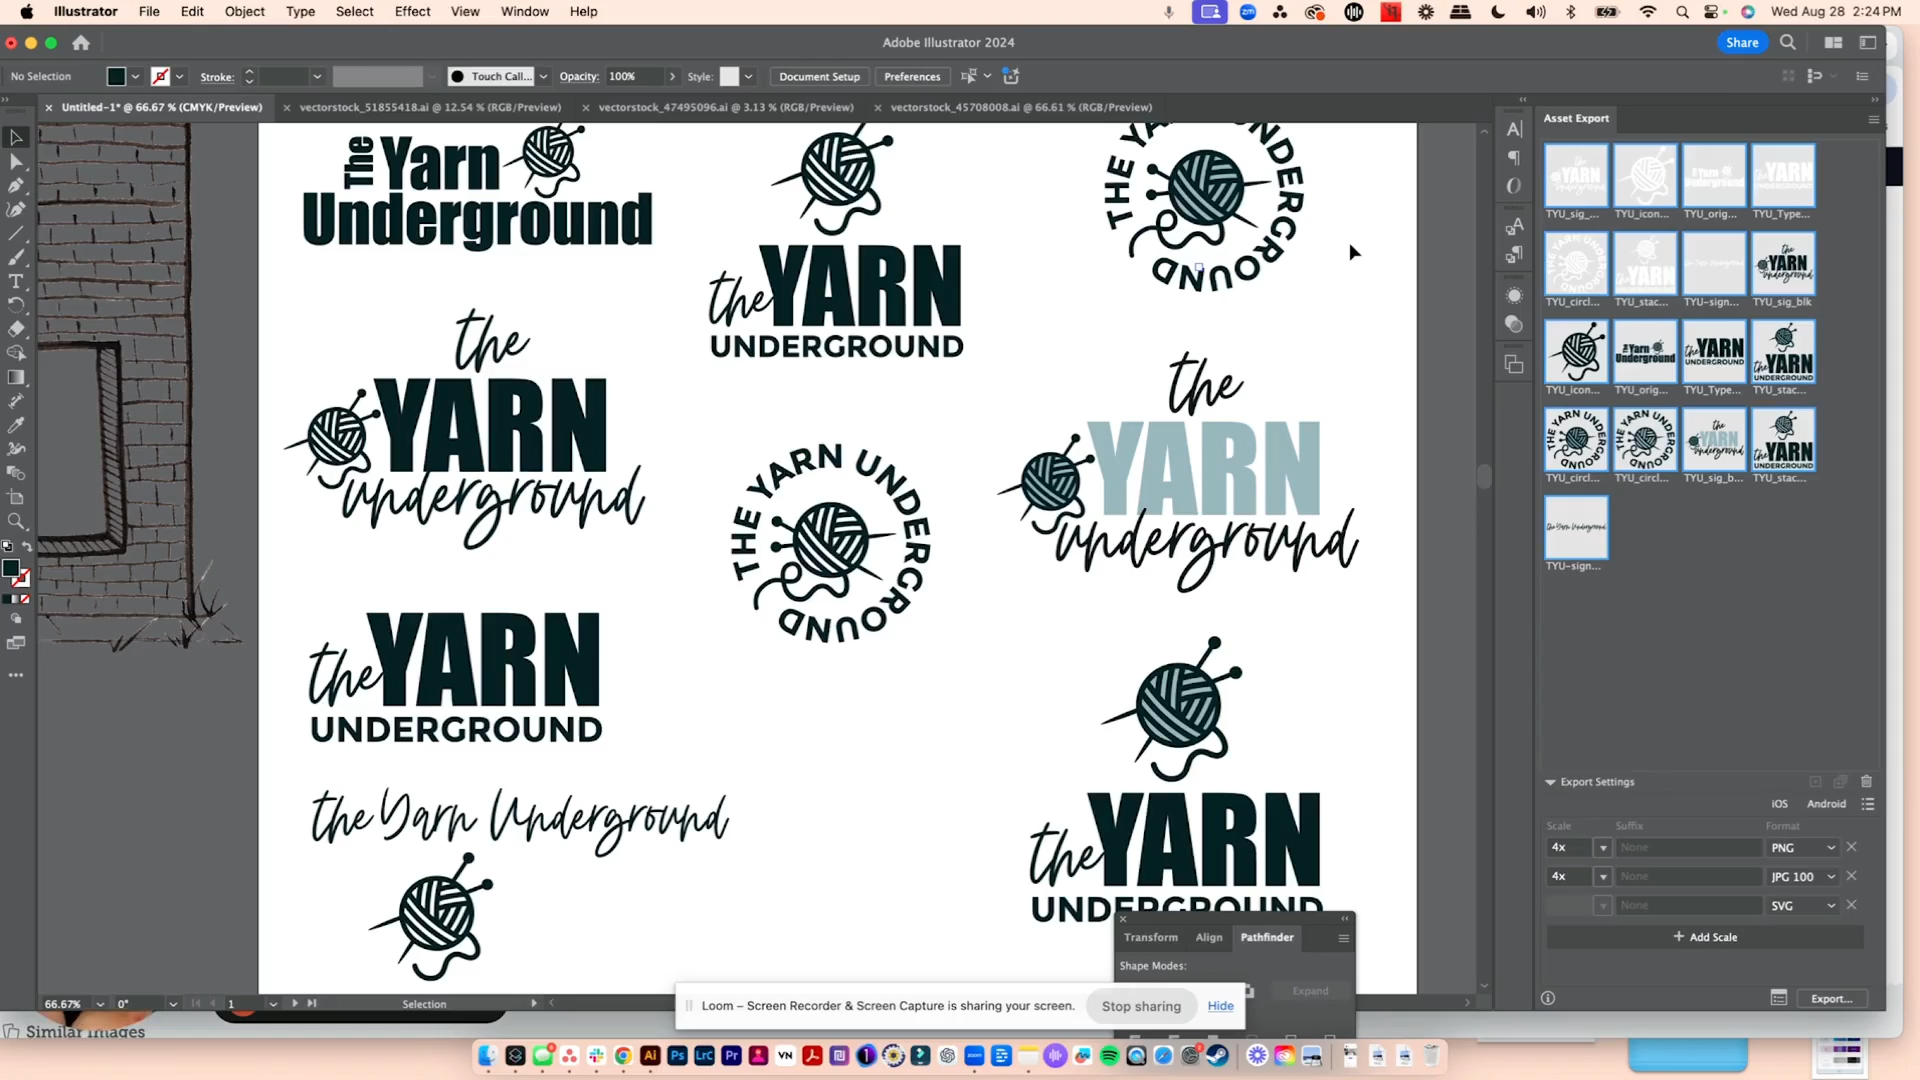 Illustrator File Edit Object Type Select Effect View Window Help
Wed Aug 28 2:24 PM
Adobe Illustrator 2024
Share
No Selection
Stroke:
Touch Call...
Opacity: 100%
Style:
Document Setup
Preferences
Untitled-1* @ 66.67 % (CMYK/Preview)
vectorstock_51855418.ai @ 12.54 % (RGB/Preview)
vectorstock_47495096.ai @ 3.13 % (RGB/Preview)
vectorstock_45708008.ai @ 66.61 % (RGB/Preview)
The Yarn
Underground
the YARN
UNDERGROUND
THE YARN UNDERGROUND
the
YARN
underground
THE YARN UNDERGROUND
the
YARN
underground
the YARN
UNDERGROUND
the Yarn Underground
the YARN
UNDERGROUND
Asset Export
TYU_sig_... TYU_icon... TYU_orig... TYU_Type...
TYU_circl... TYU_stac... TYU-sign... TYU_sig_blk
TYU_icon... TYU_orig... TYU_Type... TYU_stac...
TYU_circl... TYU_circl... TYU_sig_b... TYU_stac...
TYU-sign...
Export Settings
iOS Android
Scale Suffix Format
4x None PNG
4x None JPG 100
None SVG
+ Add Scale
Export...
Transform Align Pathfinder
Shape Modes:
Expand
66.67% 0° 1 Selection
Loom – Screen Recorder & Screen Capture is sharing your screen.
Stop sharing
Hide
Similar Images
Ai Ps LrC Pr VN